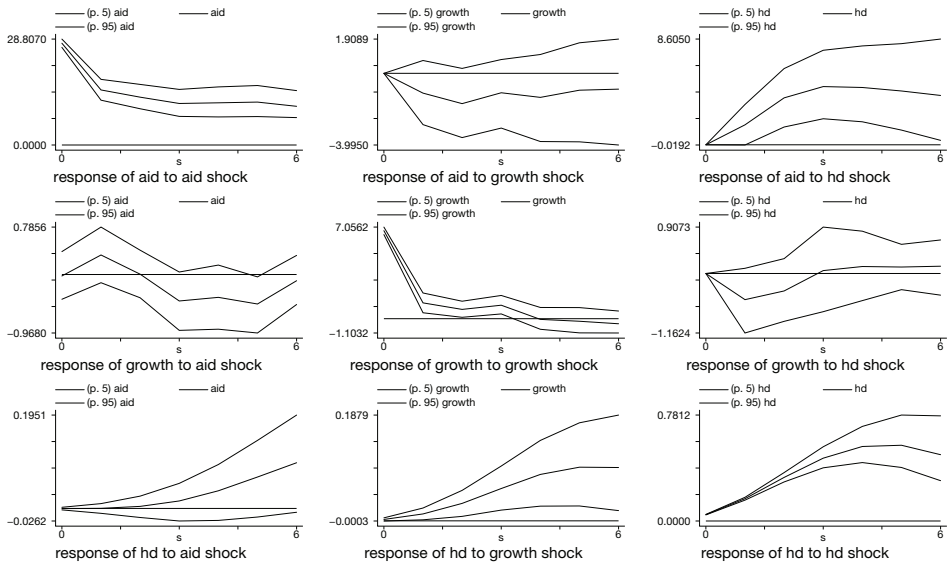 (p. 5) aid aid
(p. 95) aid
28.8070
0.0000
0 s 6
response of aid to aid shock
(p. 5) growth growth
(p. 95) growth
1.9089
−3.9950
0 s 6
response of aid to growth shock
(p. 5) hd hd
(p. 95) hd
8.6050
−0.0192
0 s 6
response of aid to hd shock
(p. 5) aid aid
(p. 95) aid
0.7856
−0.9680
0 s 6
response of growth to aid shock
(p. 5) growth growth
(p. 95) growth
7.0562
−1.1032
0 s 6
response of growth to growth shock
(p. 5) hd hd
(p. 95) hd
0.9073
−1.1624
0 s 6
response of growth to hd shock
(p. 5) aid aid
(p. 95) aid
0.1951
−0.0262
0 s 6
response of hd to aid shock
(p. 5) growth growth
(p. 95) growth
0.1879
−0.0003
0 s 6
response of hd to growth shock
(p. 5) hd hd
(p. 95) hd
0.7812
0.0000
0 s 6
response of hd to hd shock